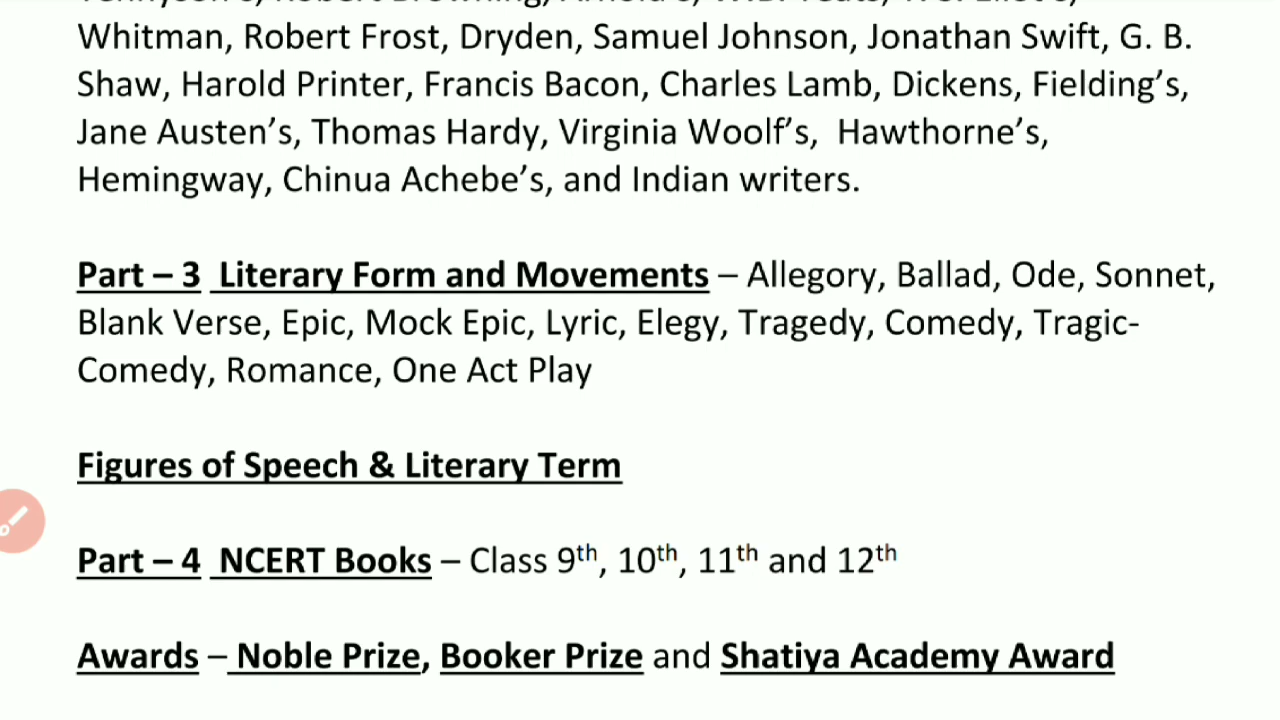 Whitman, Robert Frost, Dryden, Samuel Johnson, Jonathan Swift, G. B.
Shaw, Harold Printer, Francis Bacon, Charles Lamb, Dickens, Fielding’s,
Jane Austen’s, Thomas Hardy, Virginia Woolf’s,  Hawthorne’s,
Hemingway, Chinua Achebe’s, and Indian writers.
Part – 3  Literary Form and Movements – Allegory, Ballad, Ode, Sonnet,
Blank Verse, Epic, Mock Epic, Lyric, Elegy, Tragedy, Comedy, Tragic-
Comedy, Romance, One Act Play
Figures of Speech & Literary Term
Part – 4  NCERT Books – Class 9th, 10th, 11th and 12th
Awards – Noble Prize, Booker Prize and Shatiya Academy Award